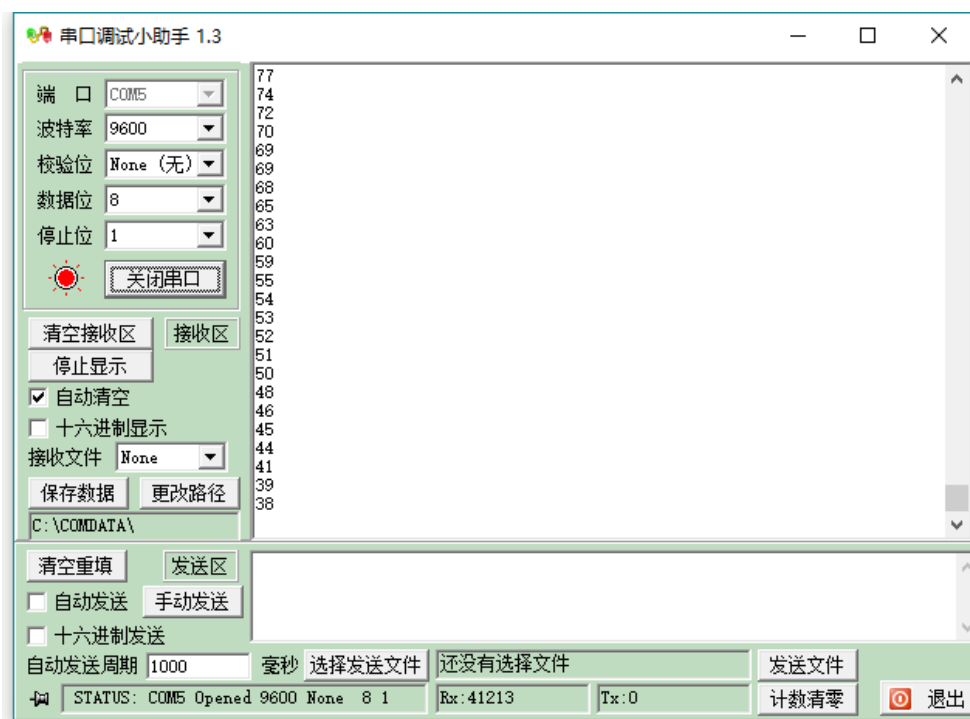 串口调试小助手 1.3
端 口 COM5
波特率 9600
校验位 None (无)
数据位 8
停止位 1
关闭串口
清空接收区 接收区
停止显示
自动清空
十六进制显示
接收文件 None
保存数据 更改路径
C:\COMDATA\
77
74
72
70
69
69
68
65
63
60
59
55
54
53
52
51
50
48
46
45
44
41
39
38
清空重填 发送区
自动发送 手动发送
十六进制发送
自动发送周期 1000 毫秒 选择发送文件 还没有选择文件 发送文件
STATUS: COM5 Opened 9600 None 8 1 Rx:41213 Tx:0 计数清零 退出